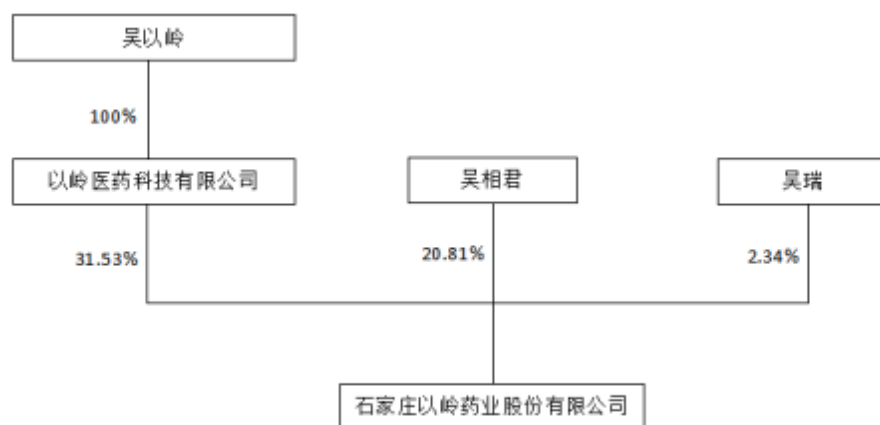 吴以岭
100%
以岭医药科技有限公司
吴相君
吴瑞
31.53%
20.81%
2.34%
石家庄以岭药业股份有限公司